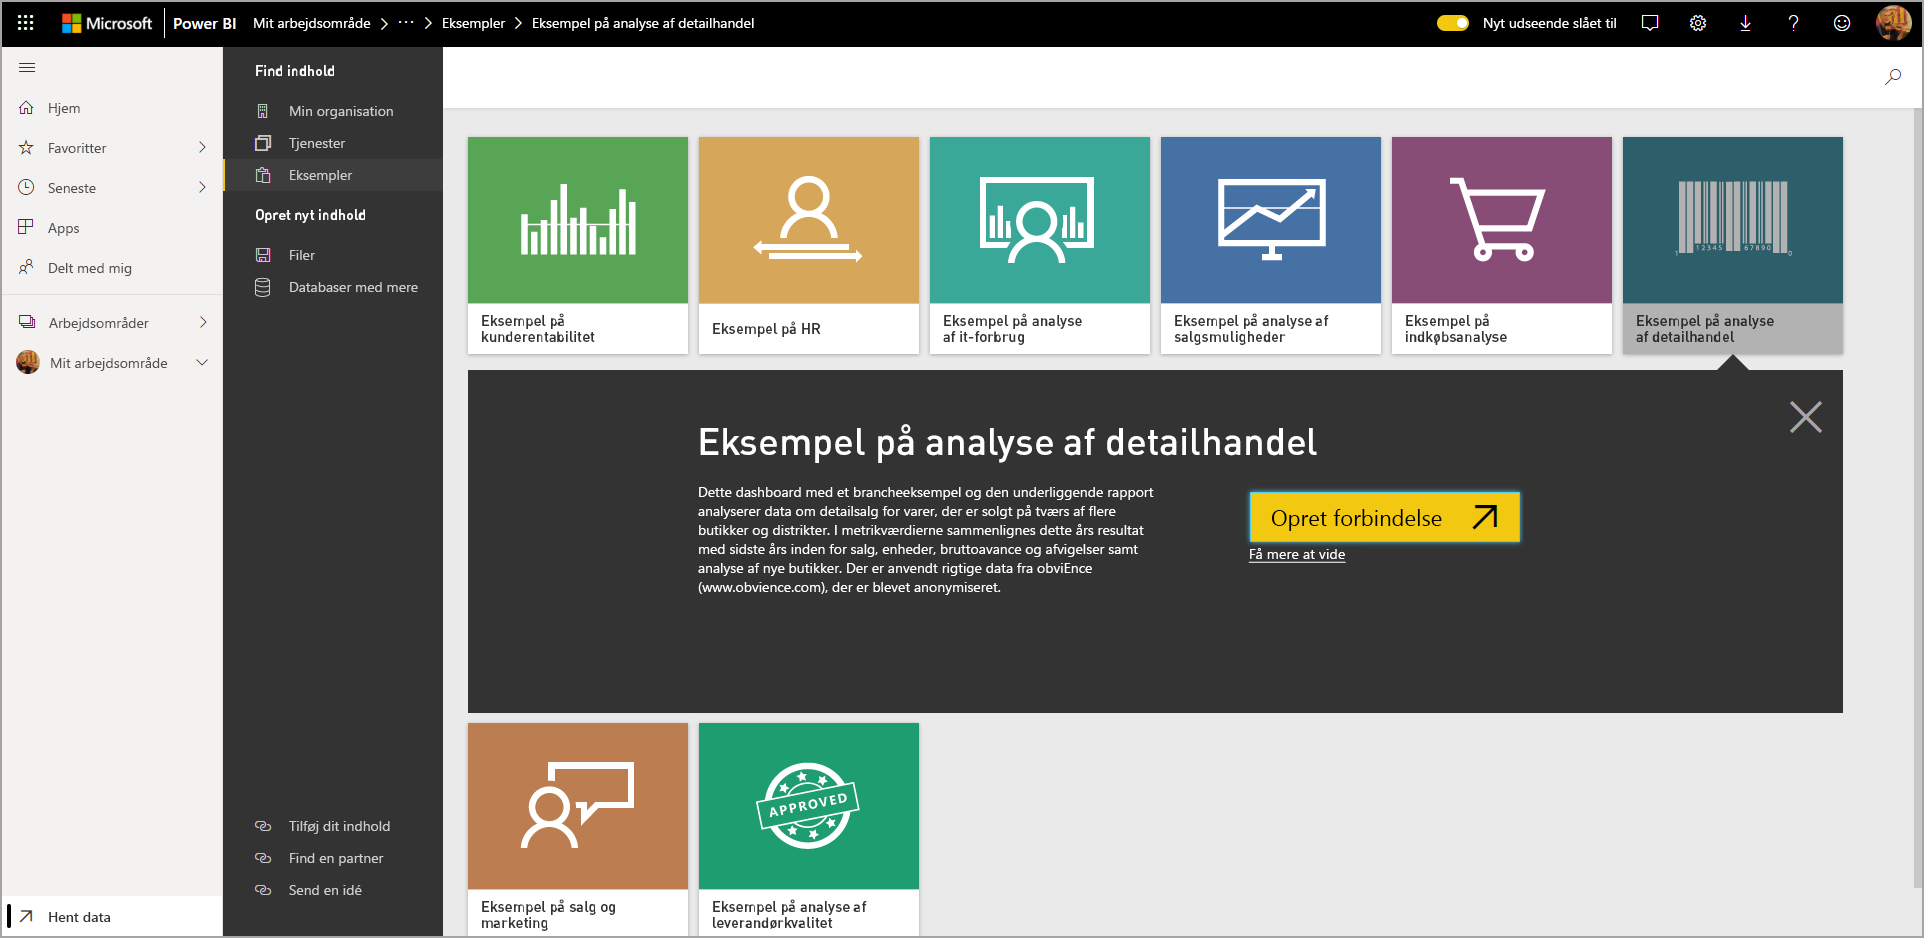 Microsoft Power BI Mit arbejdsområde > ··· > Eksempler > Eksempel på analyse af detailhandel Nyt udseende slået til ?
Hjem
Favoritter
Seneste
Apps
Delt med mig
Arbejdsområder
Mit arbejdsområde
Hent data
Find indhold
Min organisation
Tjenester
Eksempler
Opret nyt indhold
Filer
Databaser med mere
Tilføj dit indhold
Find en partner
Send en idé
Eksempel på
kunderentabilitet
Eksempel på HR
Eksempel på analyse
af it-forbrug
Eksempel på analyse af
salgsmuligheder
Eksempel på
indkøbsanalyse
1 12345 67890 0
Eksempel på analyse
af detailhandel
Eksempel på analyse af detailhandel
Dette dashboard med et brancheeksempel og den underliggende rapport
analyserer data om detailsalg for varer, der er solgt på tværs af flere
butikker og distrikter. I metrikværdierne sammenlignes dette års resultat
med sidste års inden for salg, enheder, bruttoavance og afvigelser samt
analyse af nye butikker. Der er anvendt rigtige data fra obviEnce
(www.obvience.com), der er blevet anonymiseret.
Opret forbindelse
Få mere at vide
Eksempel på salg og
marketing
APPROVED
Eksempel på analyse af
leverandørkvalitet